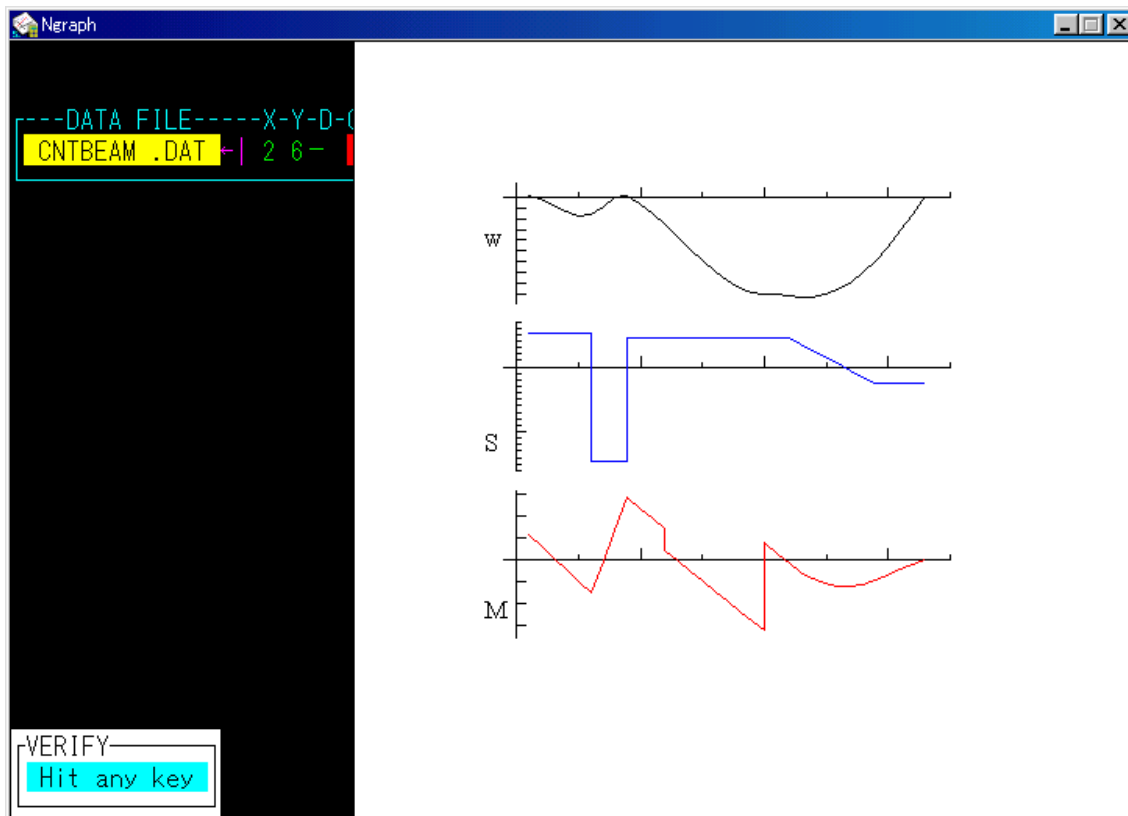 Ngraph
----DATA FILE-----X-Y-D-(
CNTBEAM .DAT ←| 2 6−
w
S
M
VERIFY
Hit any key